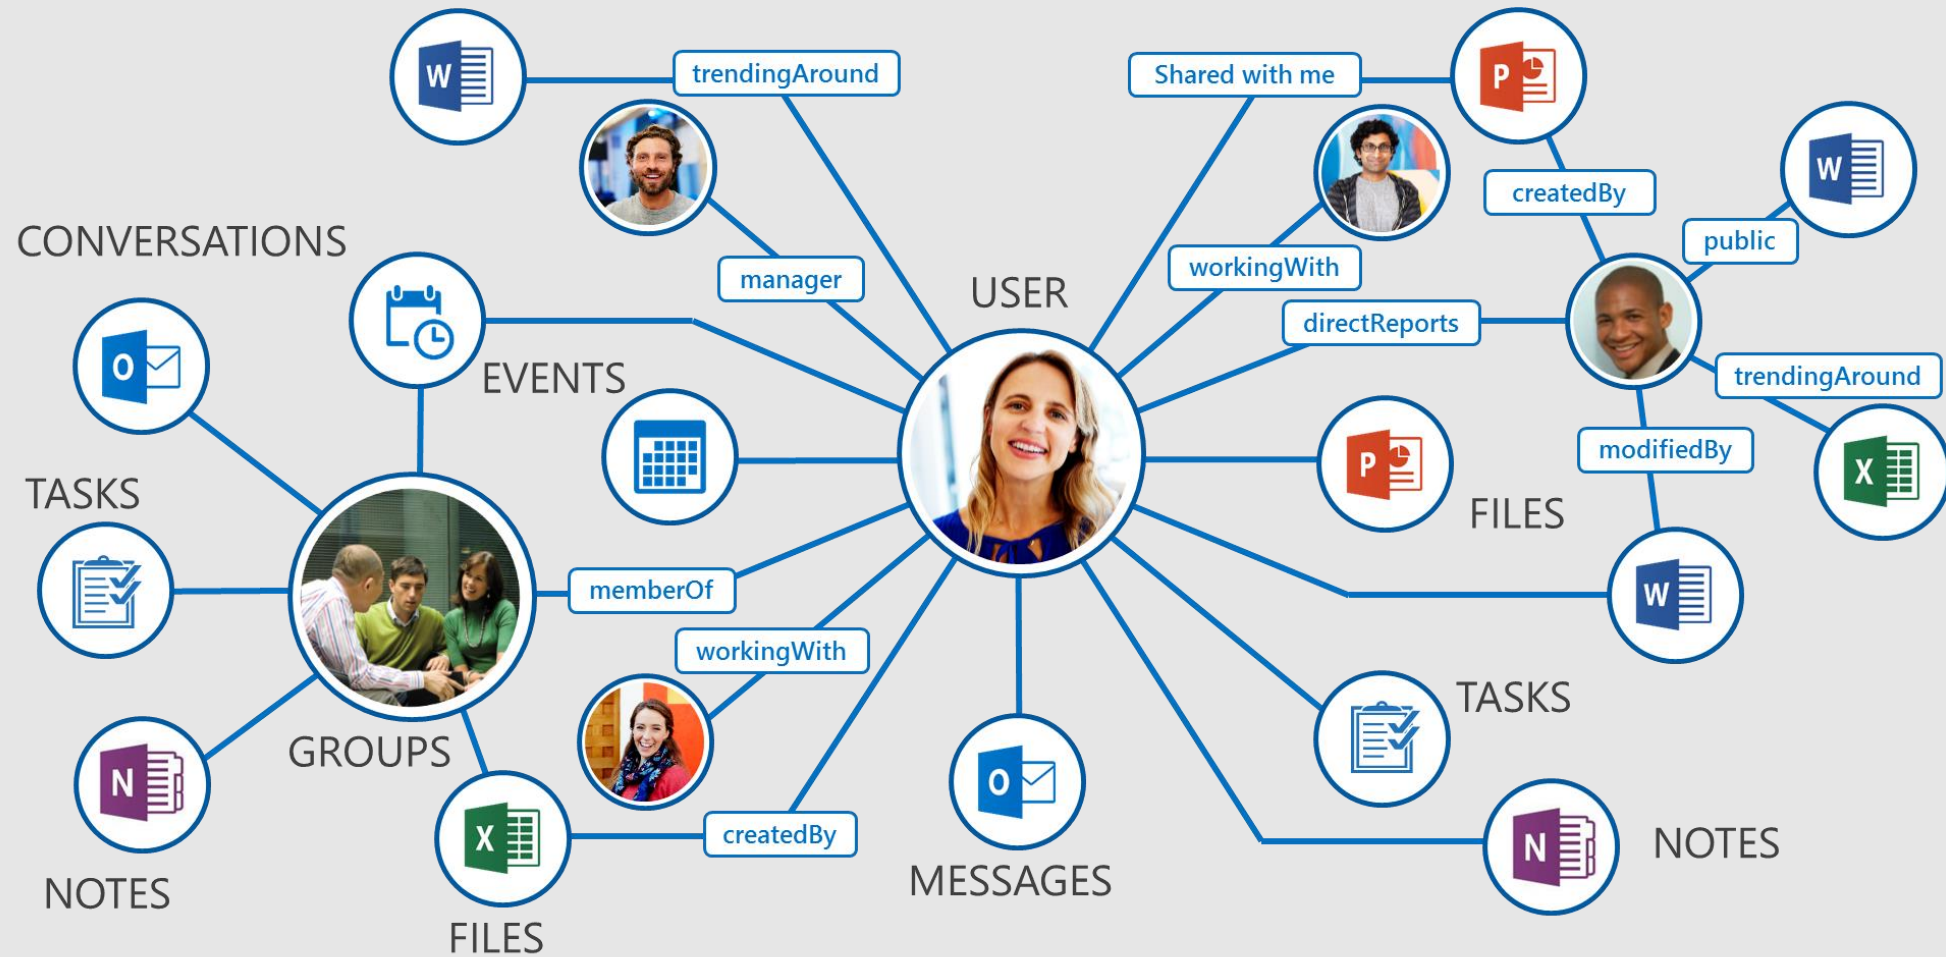 W
trendingAround
Shared with me
P
createdBy
W
public
CONVERSATIONS
manager
workingWith
USER
directReports
O
EVENTS
trendingAround
modifiedBy
P
X
TASKS
FILES
memberOf
W
workingWith
TASKS
GROUPS
N
O
createdBy
X
N
NOTES
MESSAGES
NOTES
FILES